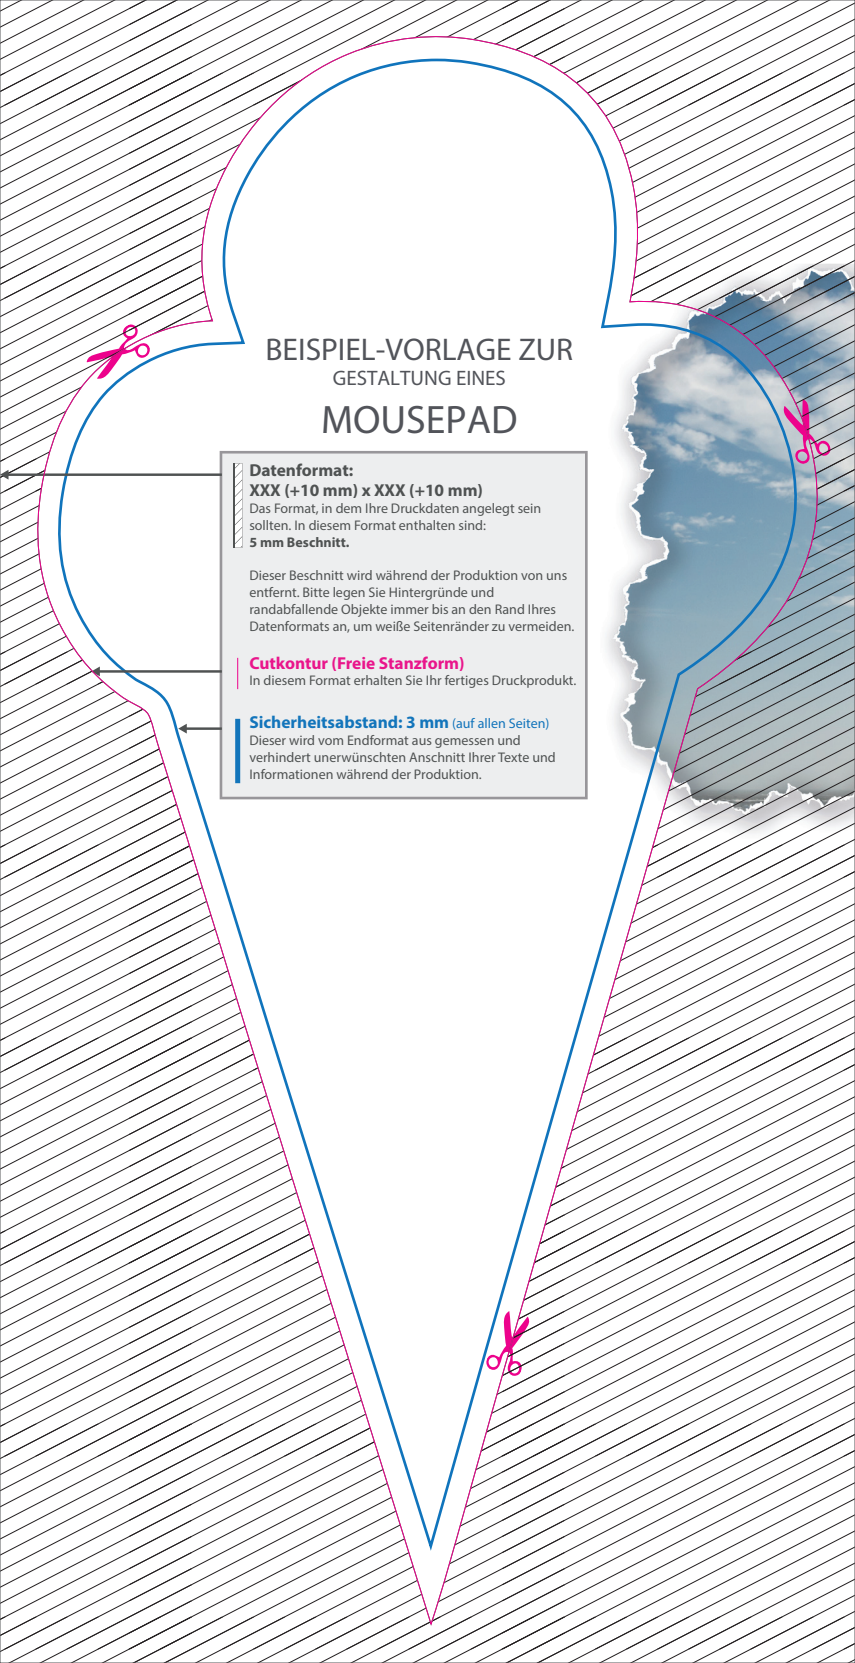 BEISPIEL-VORLAGE ZUR
GESTALTUNG EINES
MOUSEPAD
Datenformat:
XXX (+10 mm) x XXX (+10 mm)
Das Format, in dem Ihre Druckdaten angelegt sein
sollten. In diesem Format enthalten sind:
5 mm Beschnitt.
Dieser Beschnitt wird während der Produktion von uns
entfernt. Bitte legen Sie Hintergründe und
randabfallende Objekte immer bis an den Rand Ihres
Datenformats an, um weiße Seitenränder zu vermeiden.
Cutkontur (Freie Stanzform)
In diesem Format erhalten Sie Ihr fertiges Druckprodukt.
Sicherheitsabstand: 3 mm (auf allen Seiten)
Dieser wird vom Endformat aus gemessen und
verhindert unerwünschten Anschnitt Ihrer Texte und
Informationen während der Produktion.